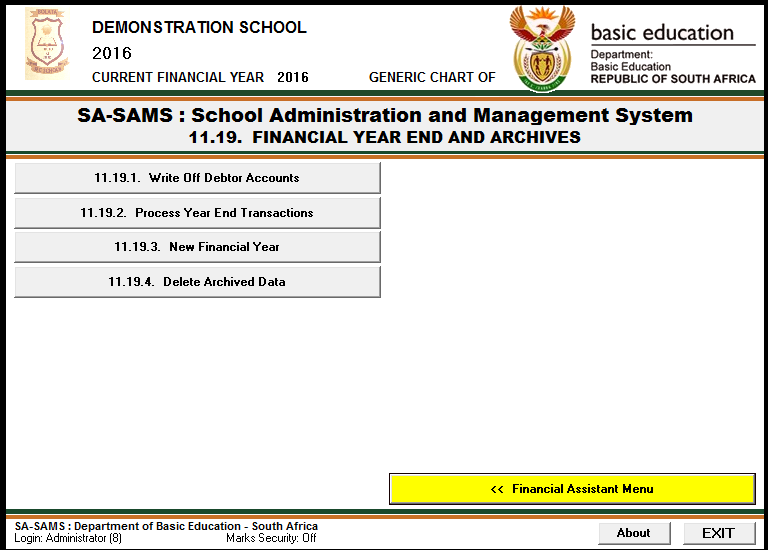 DEMONSTRATION SCHOOL
2016
CURRENT FINANCIAL YEAR 2016 GENERIC CHART OF
basic education
Department:
Basic Education
REPUBLIC OF SOUTH AFRICA
SA-SAMS : School Administration and Management System
11.19. FINANCIAL YEAR END AND ARCHIVES
11.19.1. Write Off Debtor Accounts
11.19.2. Process Year End Transactions
11.19.3. New Financial Year
11.19.4. Delete Archived Data
<< Financial Assistant Menu
SA-SAMS : Department of Basic Education - South Africa
Login: Administrator (8) Marks Security: Off
About EXIT